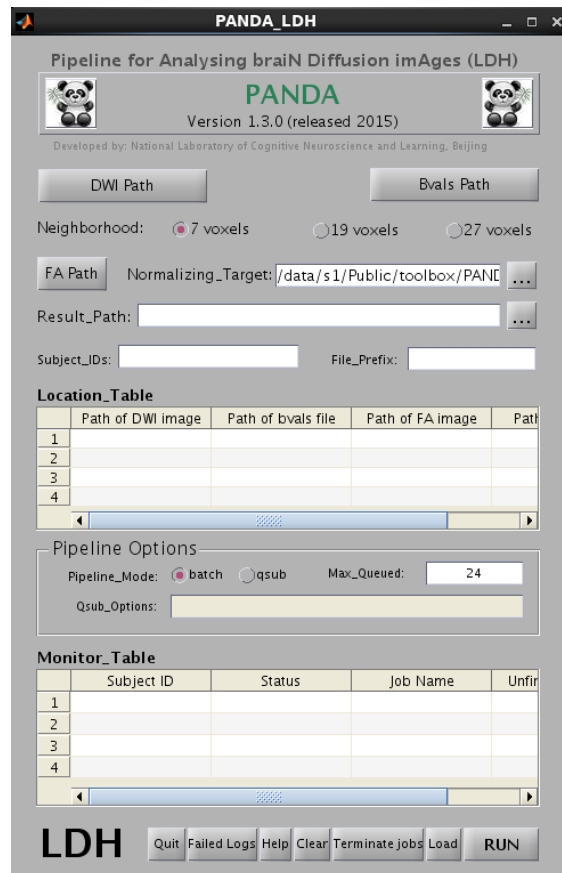 PANDA_LDH
Pipeline for Analysing braiN Diffusion imAges (LDH)
PANDA
Version 1.3.0 (released 2015)
Developed by: National Laboratory of Cognitive Neuroscience and Learning, Beijing
DWI Path Bvals Path
Neighborhood: 7 voxels 19 voxels 27 voxels
FA Path Normalizing_Target: /data/s1/Public/toolbox/PAND ...
Result_Path: ...
Subject_IDs: File_Prefix:
Location_Table
Path of DWI image Path of bvals file Path of FA image Path
1
2
3
4
Pipeline Options
Pipeline_Mode: batch qsub Max_Queued: 24
Qsub_Options:
Monitor_Table
Subject ID Status Job Name Unfin
1
2
3
4
LDH Quit Failed Logs Help Clear Terminate jobs Load RUN